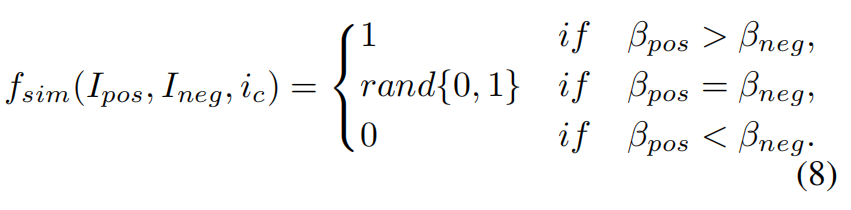 1 if β_pos > β_neg,
f_sim(I_pos, I_neg, i_c) = { rand{0, 1} if β_pos = β_neg,
0 if β_pos < β_neg.
(8)